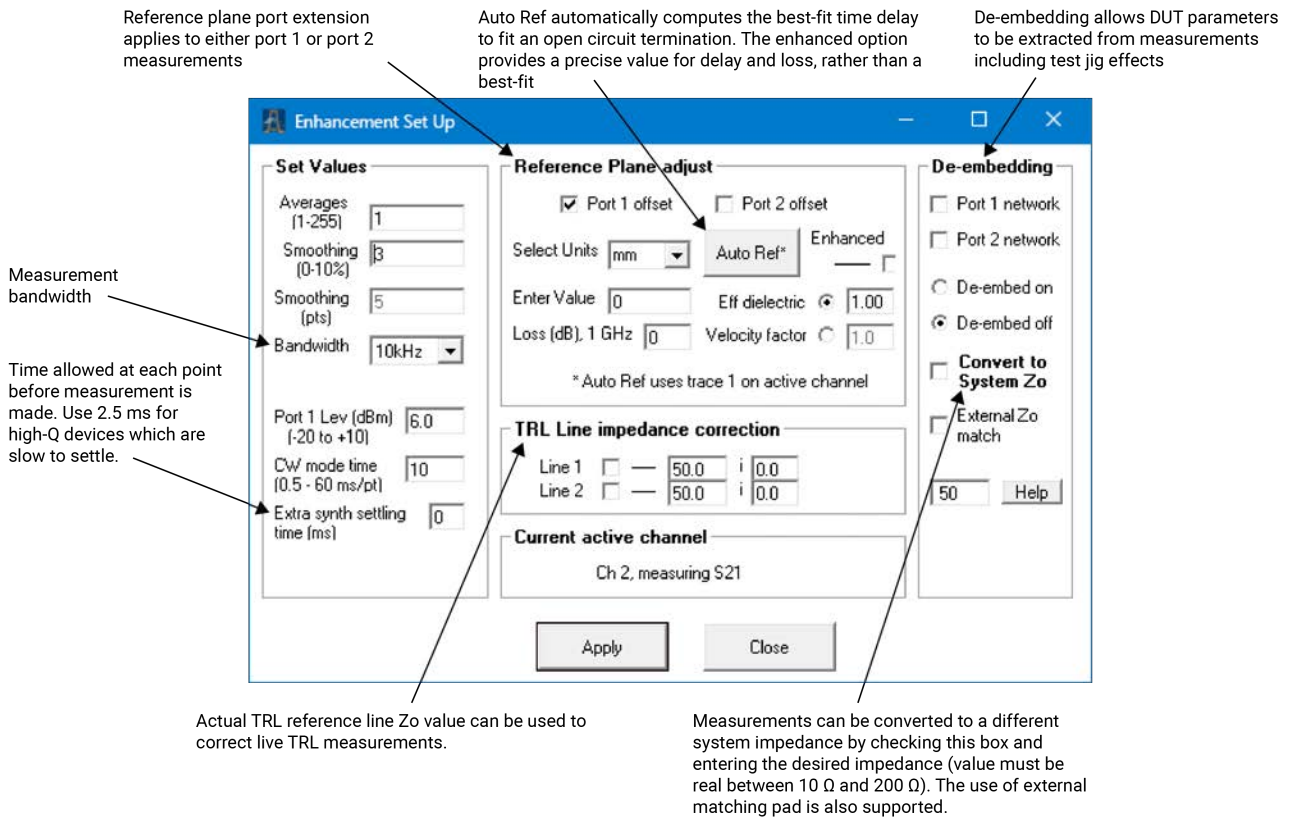 Reference plane port extension
applies to either port 1 or port 2
measurements
Auto Ref automatically computes the best-fit time delay
to fit an open circuit termination. The enhanced option
provides a precise value for delay and loss, rather than a
best-fit
De-embedding allows DUT parameters
to be extracted from measurements
including test jig effects
Enhancement Set Up
Measurement
bandwidth
Time allowed at each point
before measurement is
made. Use 2.5 ms for
high-Q devices which are
slow to settle.
Set Values
Averages
(1-255)
1
Smoothing
(0-10%)
3
Smoothing
(pts)
5
Bandwidth
10kHz
Port 1 Lev (dBm)
(-20 to +10)
6.0
CW mode time
(0.5 - 60 ms/pt)
10
Extra synth settling
time (ms)
0
Reference Plane adjust
Port 1 offset
Port 2 offset
Select Units
mm
Auto Ref*
Enhanced
Enter Value
0
Eff dielectric
1.00
Loss (dB), 1 GHz
0
Velocity factor
1.0
* Auto Ref uses trace 1 on active channel
TRL Line impedance correction
Line 1
50.0
i
0.0
Line 2
50.0
i
0.0
Current active channel
Ch 2, measuring S21
De-embedding
Port 1 network
Port 2 network
De-embed on
De-embed off
Convert to
System Zo
External Zo
match
50
Help
Apply
Close
Actual TRL reference line Zo value can be used to
correct live TRL measurements.
Measurements can be converted to a different
system impedance by checking this box and
entering the desired impedance (value must be
real between 10 Ω and 200 Ω). The use of external
matching pad is also supported.